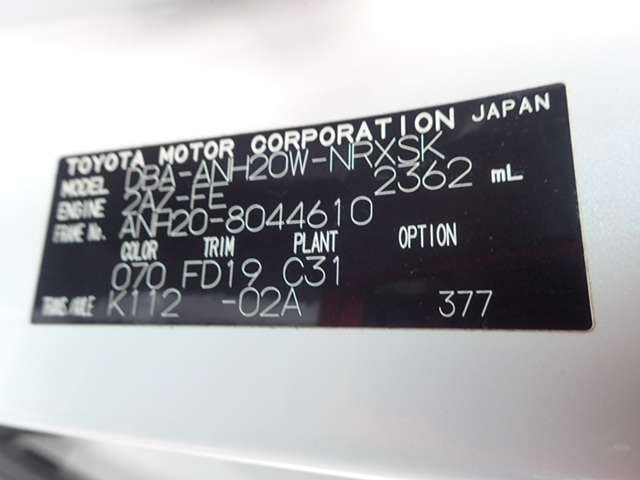 TOYOTA MOTOR CORPORATION JAPAN
MODEL DBA-ANH20W-NRXSK
ENGINE 2AZ-FE 2362 mL
FRAME No. ANH20-8044610
COLOR TRIM PLANT OPTION
070 FD19 C31
TRANS/AXLE K112 -02A 377